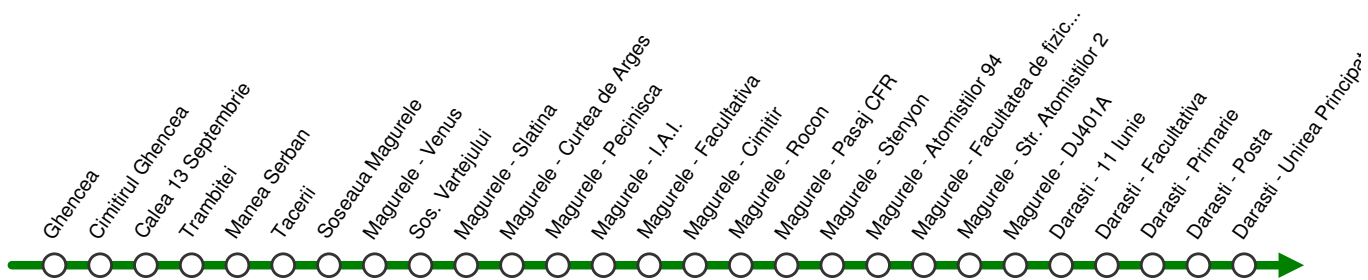 Ghencea
Cimitirul Ghencea
Calea 13 Septembrie
Trambitei
Manea Serban
Tacerii
Soseaua Magurele
Magurele - Venus
Sos. Vartejului
Magurele - Slatina
Magurele - Curtea de Arges
Magurele - Pecinisca
Magurele - I.A.I.
Magurele - Facultativa
Magurele - Cimitir
Magurele - Rocon
Magurele - Pasaj CFR
Magurele - Stenyon
Magurele - Atomistilor 94
Magurele - Facultatea de fizic...
Magurele - Str. Atomistilor 2
Magurele - DJ401A
Darasti - 11 Iunie
Darasti - Facultativa
Darasti - Primarie
Darasti - Posta
Darasti - Unirea